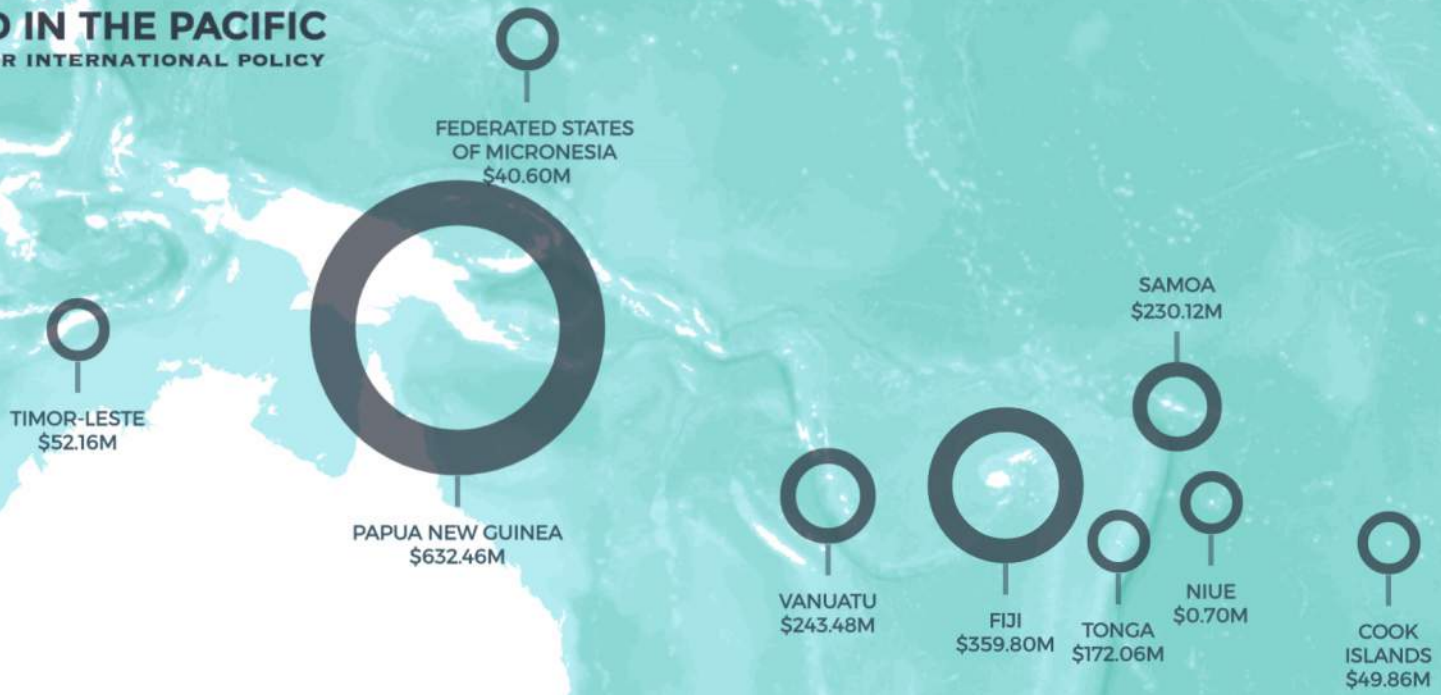 IN THE PACIFIC
INTERNATIONAL POLICY
FEDERATED STATES
OF MICRONESIA
$40.60M
SAMOA
$230.12M
TIMOR-LESTE
$52.16M
PAPUA NEW GUINEA
$632.46M
VANUATU
$243.48M
FIJI
$359.80M
TONGA
$172.06M
NIUE
$0.70M
COOK
ISLANDS
$49.86M